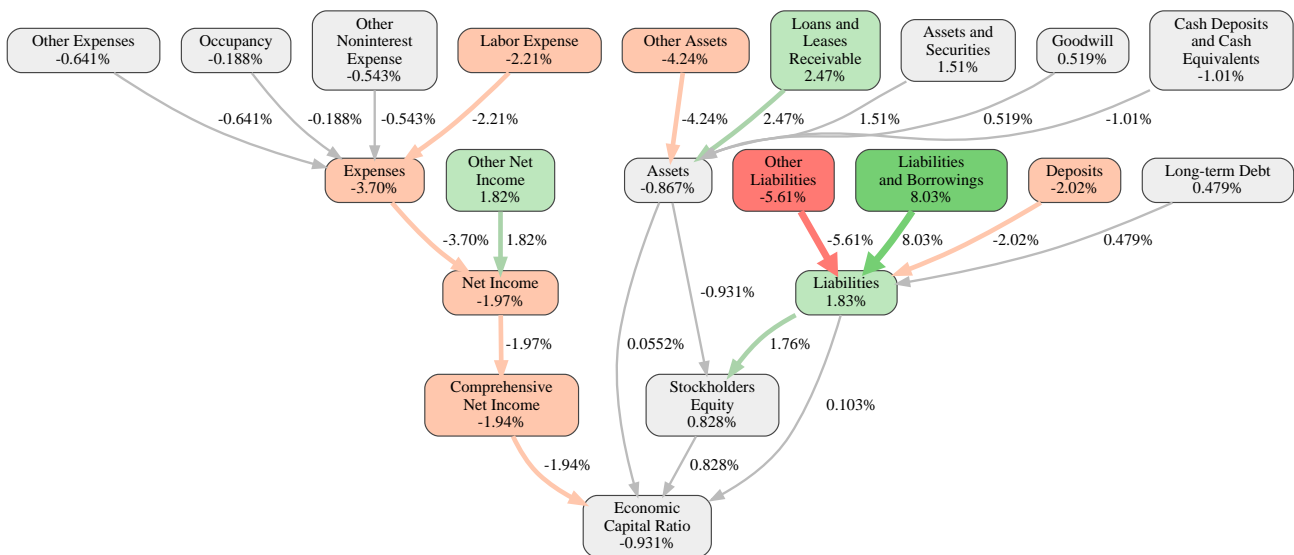 Other Expenses
-0.641%
Occupancy
-0.188%
Other
Noninterest
Expense
-0.543%
Labor Expense
-2.21%
Other Assets
-4.24%
Loans and
Leases
Receivable
2.47%
Assets and
Securities
1.51%
Goodwill
0.519%
Cash Deposits
and Cash
Equivalents
-1.01%
-0.641%
-0.188%
-0.543%
-2.21%
-4.24%
2.47%
1.51%
0.519%
-1.01%
Expenses
-3.70%
Other Net
Income
1.82%
Assets
-0.867%
Other
Liabilities
-5.61%
Liabilities
and Borrowings
8.03%
Deposits
-2.02%
Long-term Debt
0.479%
-3.70%
1.82%
-5.61%
8.03%
-2.02%
0.479%
Net Income
-1.97%
-0.931%
Liabilities
1.83%
-1.97%
0.0552%
1.76%
Comprehensive
Net Income
-1.94%
Stockholders
Equity
0.828%
0.103%
-1.94%
0.828%
Economic
Capital Ratio
-0.931%